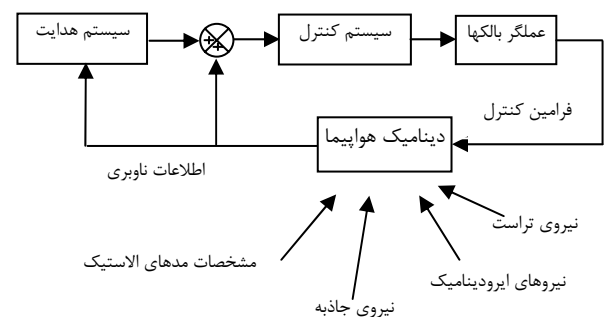 سیستم هدایت
سیستم کنترل
عملگر بالکها
+
+
فرامین کنترل
دینامیک هواپیما
اطلاعات ناوبری
نیروی تراست
مشخصات مدهای الاستیک
نیروهای ایرودینامیک
نیروی جاذبه